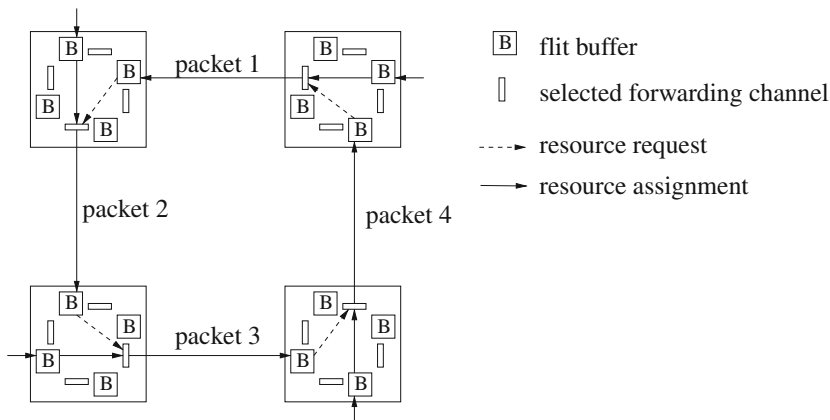 B
B
B
B
packet 1
B
B
B
B
B flit buffer
selected forwarding channel
resource request
resource assignment
packet 2
packet 4
B
B
B
B
packet 3
B
B
B
B